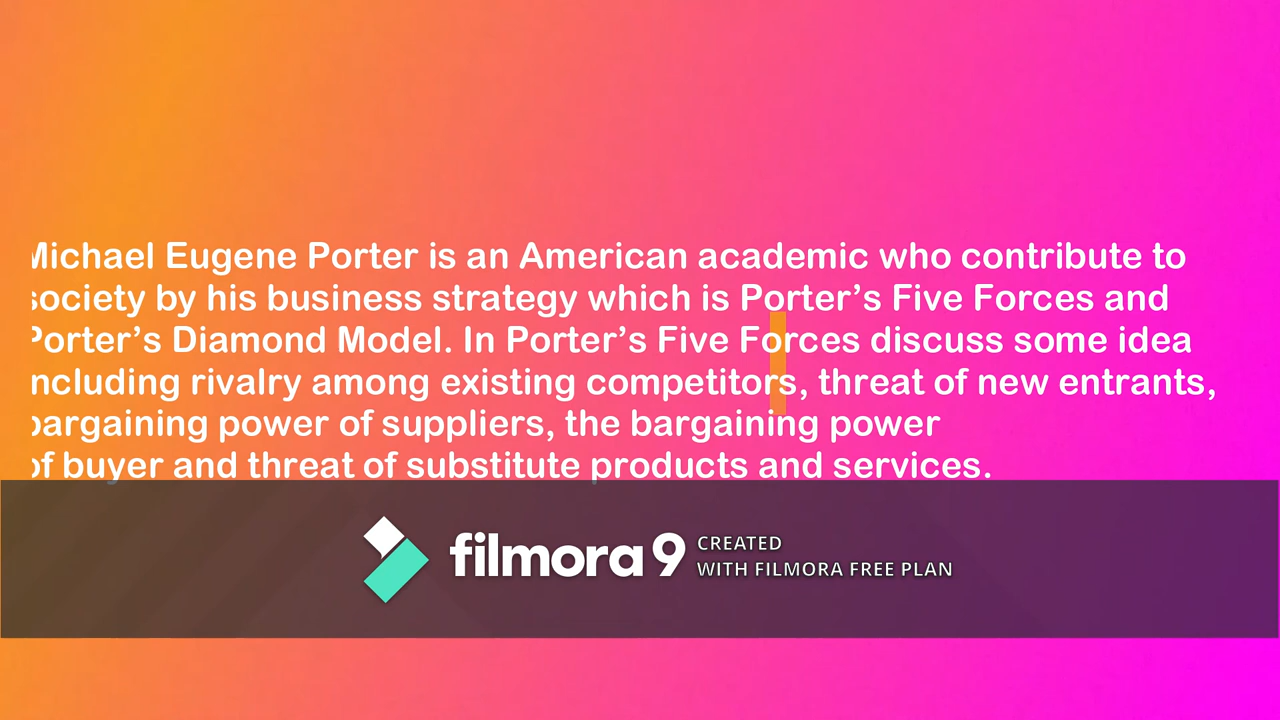 Michael Eugene Porter is an American academic who contribute to
society by his business strategy which is Porter's Five Forces and
Porter's Diamond Model. In Porter's Five Forces discuss some idea
including rivalry among existing competitors, threat of new entrants,
bargaining power of suppliers, the bargaining power
of buyer and threat of substitute products and services.
filmora 9 CREATED
WITH FILMORA FREE PLAN